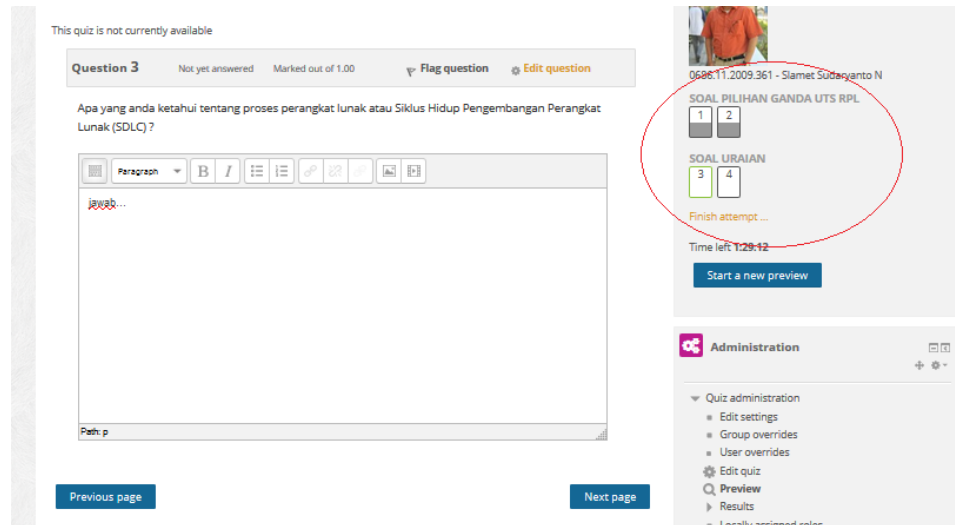 This quiz is not currently available
Question 3
Not yet answered
Marked out of 1.00
Flag question
Edit question
Apa yang anda ketahui tentang proses perangkat lunak atau Siklus Hidup Pengembangan Perangkat
Lunak (SDLC) ?
Paragraph
B I
jawab...
Path: p
Previous page
Next page
0686.11.2009.361 - Slamet Sudaryanto N
SOAL PILIHAN GANDA UTS RPL
1 2
SOAL URAIAN
3 4
Finish attempt ...
Time left 1:29:12
Start a new preview
Administration
Quiz administration
Edit settings
Group overrides
User overrides
Edit quiz
Preview
Results
Locally assigned roles